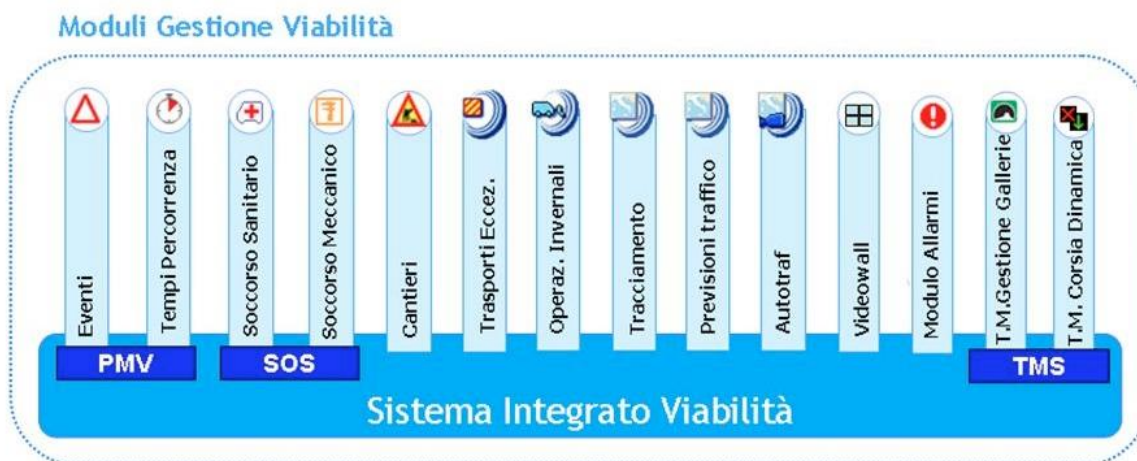 Moduli Gestione Viabilità
Eventi
Tempi Percorrenza
Soccorso Sanitario
Soccorso Meccanico
Cantieri
Trasporti Eccez.
Operaz. Invernali
Tracciamento
Previsioni traffico
Autotraf
Videowall
Modulo Allarmi
T.M.Gestione Gallerie
T.M. Corsia Dinamica
PMV
SOS
TMS
Sistema Integrato Viabilità